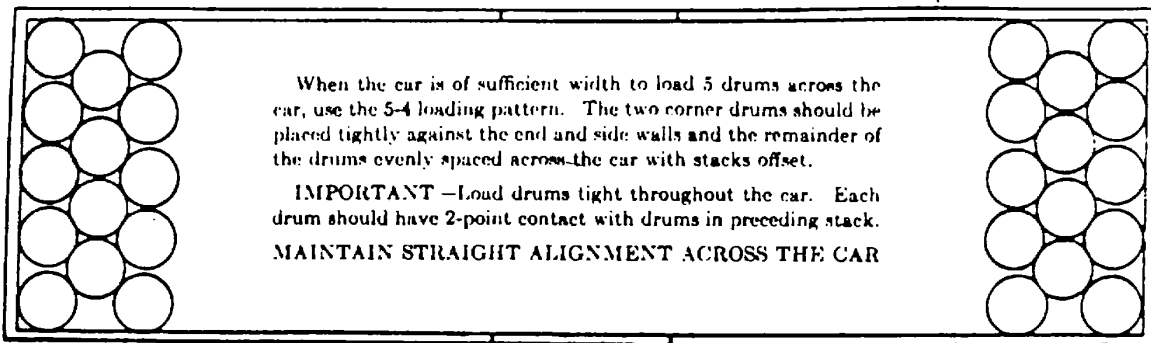 When the car is of sufficient width to load 5 drums across the
car, use the 5-4 loading pattern. The two corner drums should be
placed tightly against the end and side walls and the remainder of
the drums evenly spaced across the car with stacks offset.
IMPORTANT —Load drums tight throughout the car. Each
drum should have 2-point contact with drums in preceding stack.
MAINTAIN STRAIGHT ALIGNMENT ACROSS THE CAR